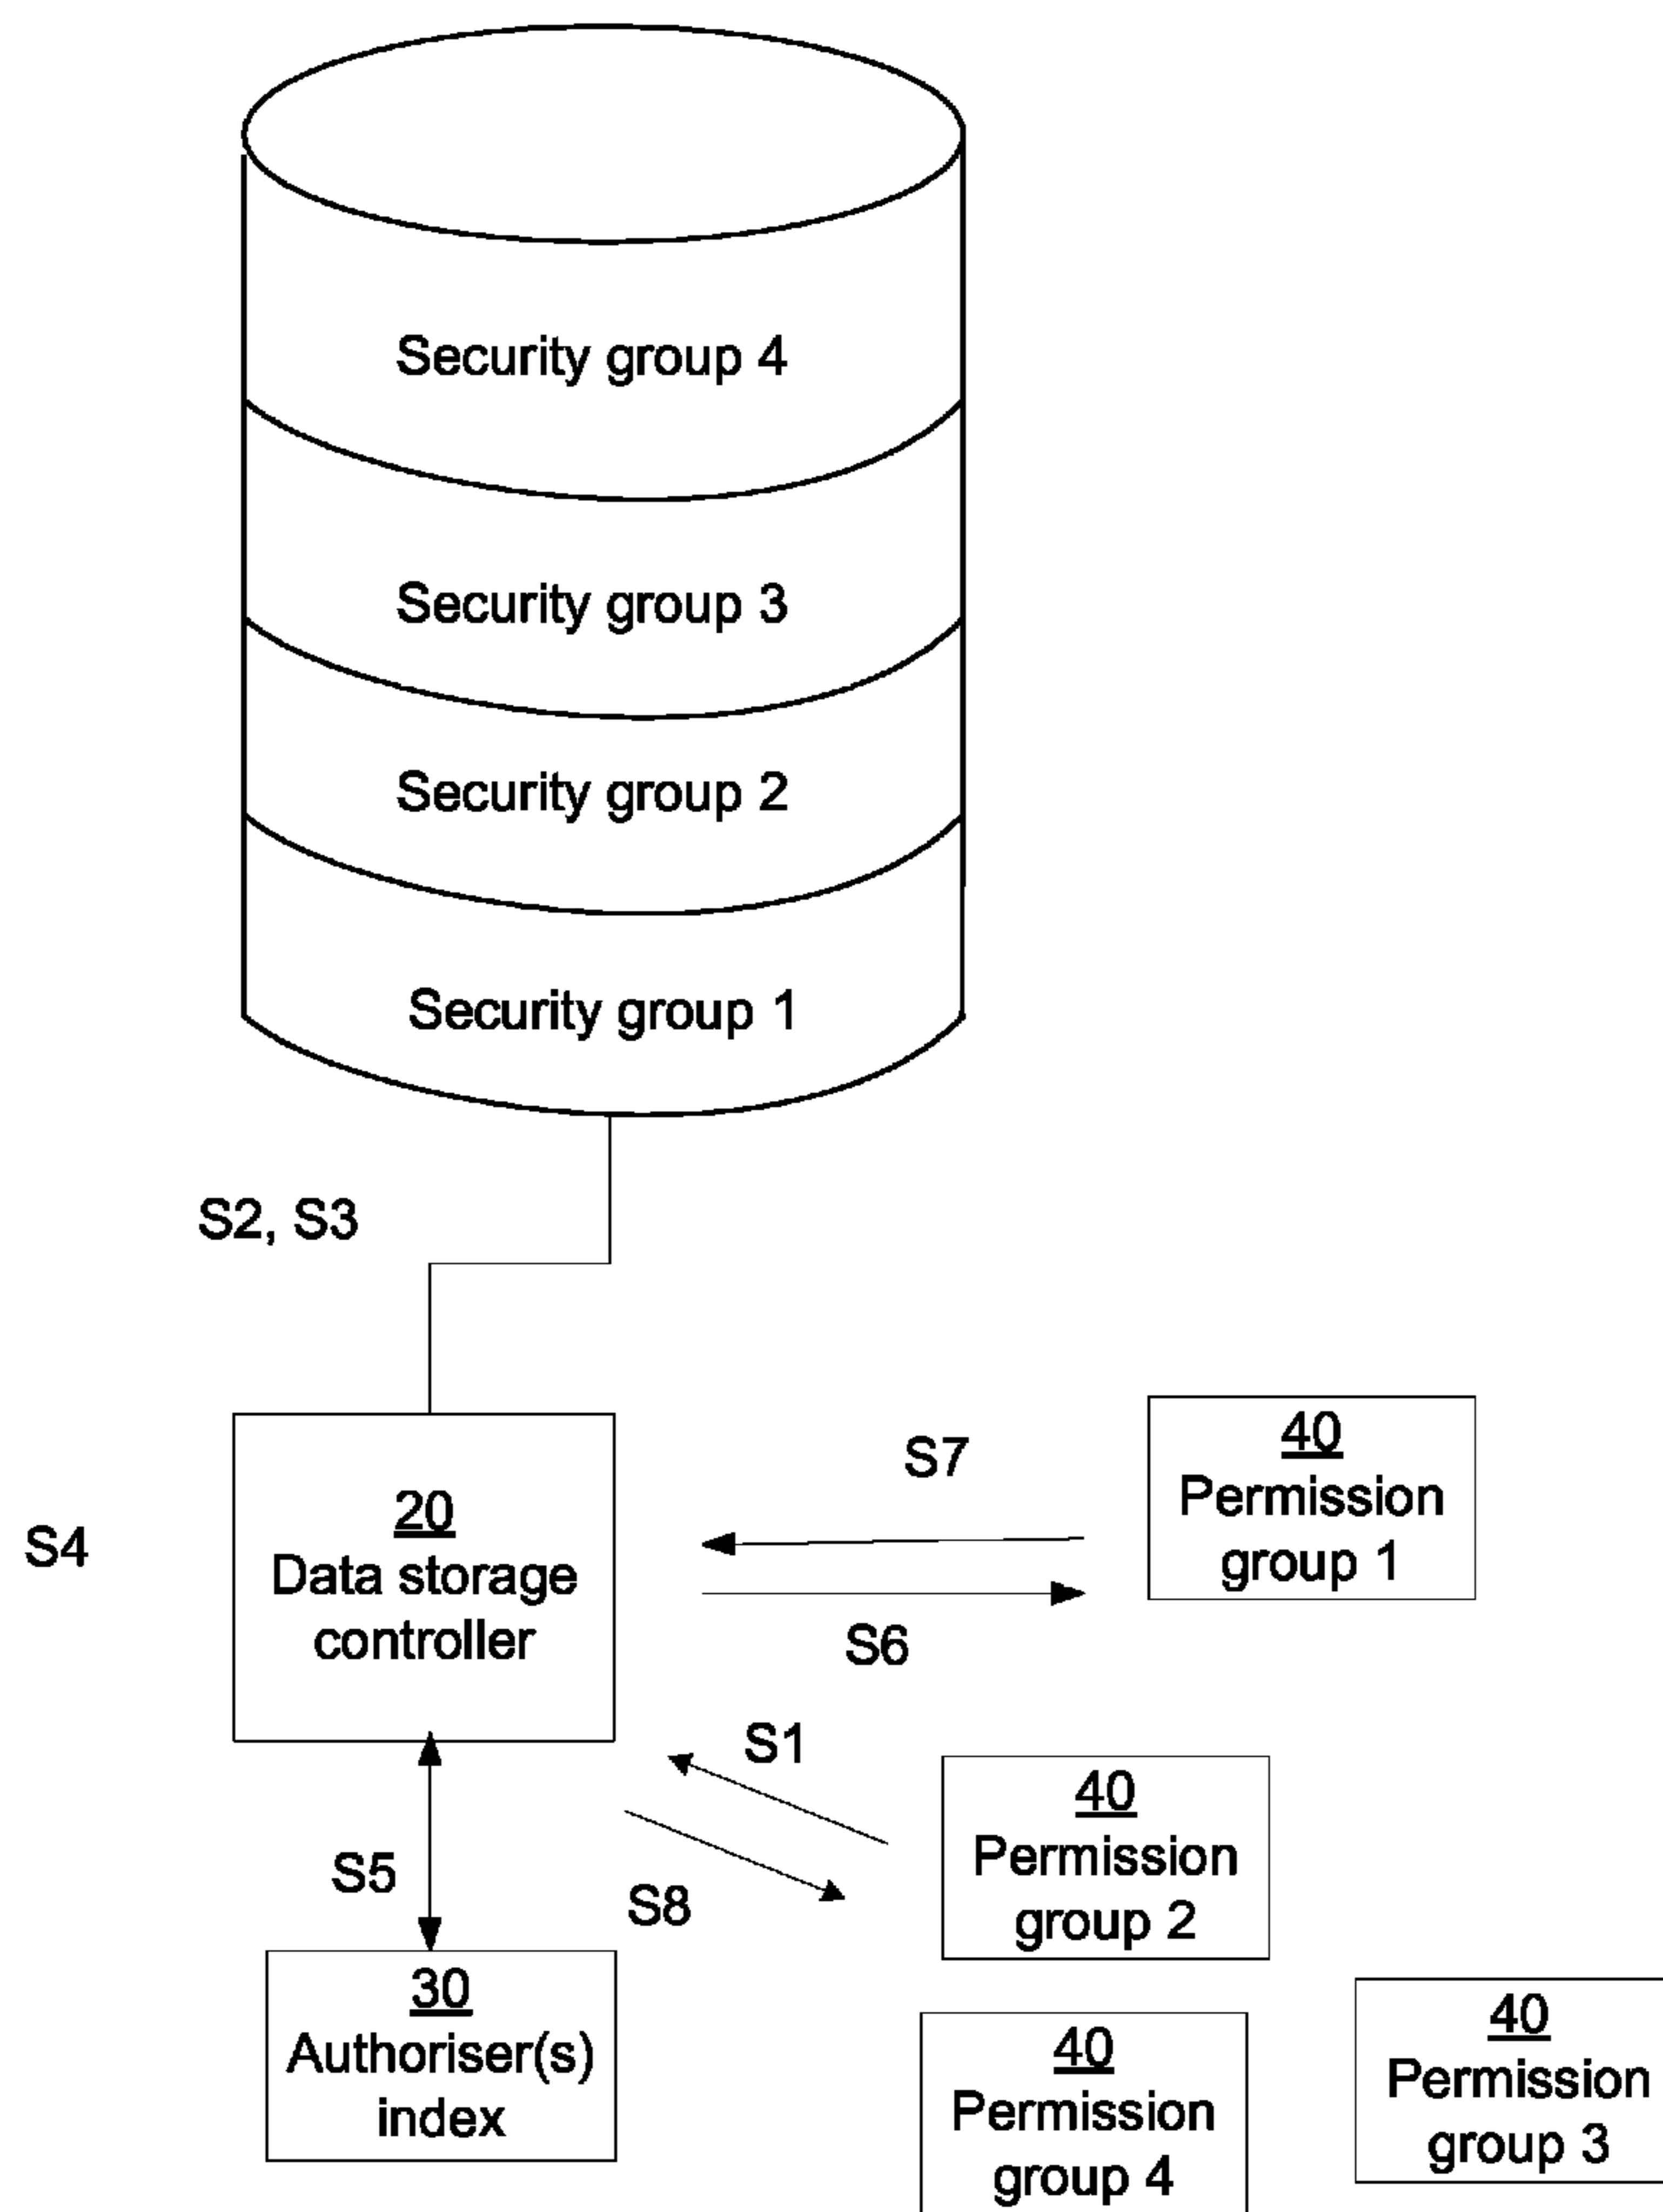 Security group 4
Security group 3
Security group 2
Security group 1
S2, S3
S4
20
Data storage
controller
S7
S6
40
Permission
group 1
S1
S8
40
Permission
group 2
S5
30
Authoriser(s)
index
40
Permission
group 4
40
Permission
group 3